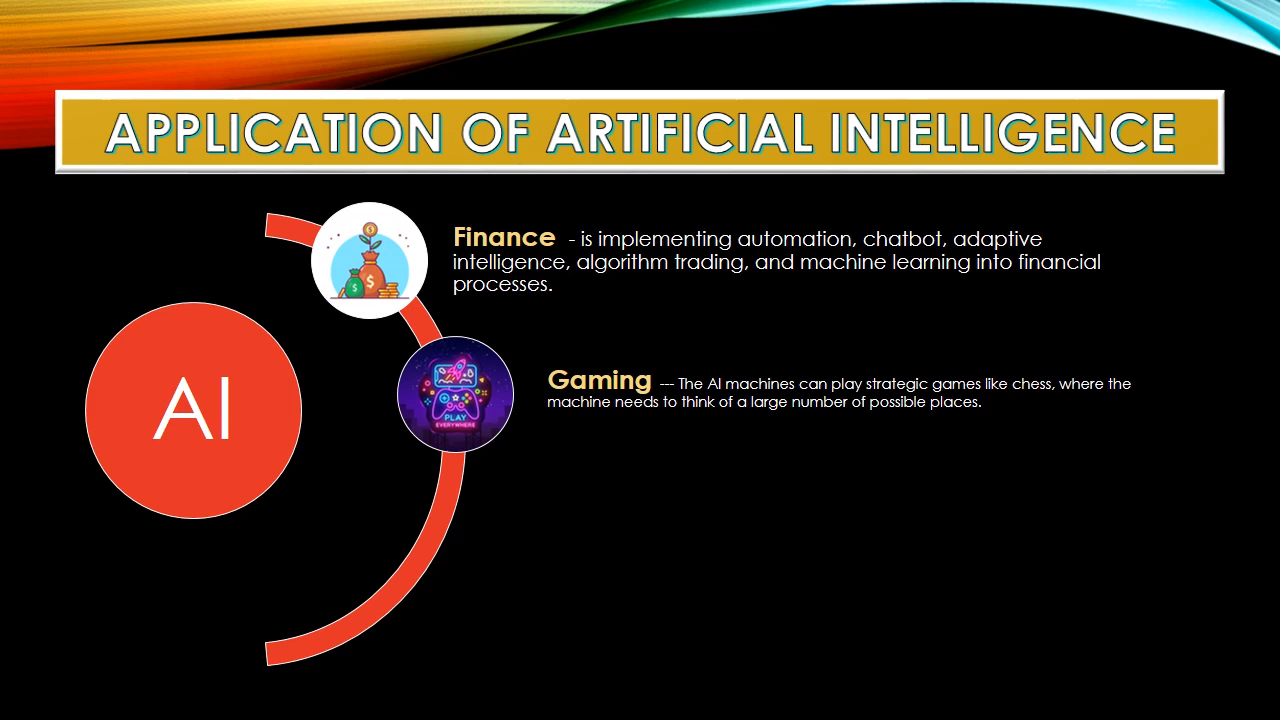 APPLICATION OF ARTIFICIAL INTELLIGENCE
Finance - is implementing automation, chatbot, adaptive
intelligence, algorithm trading, and machine learning into financial
processes.
AI
Gaming --- The AI machines can play strategic games like chess, where the
machine needs to think of a large number of possible places.
PLAY
EVERYWHERE